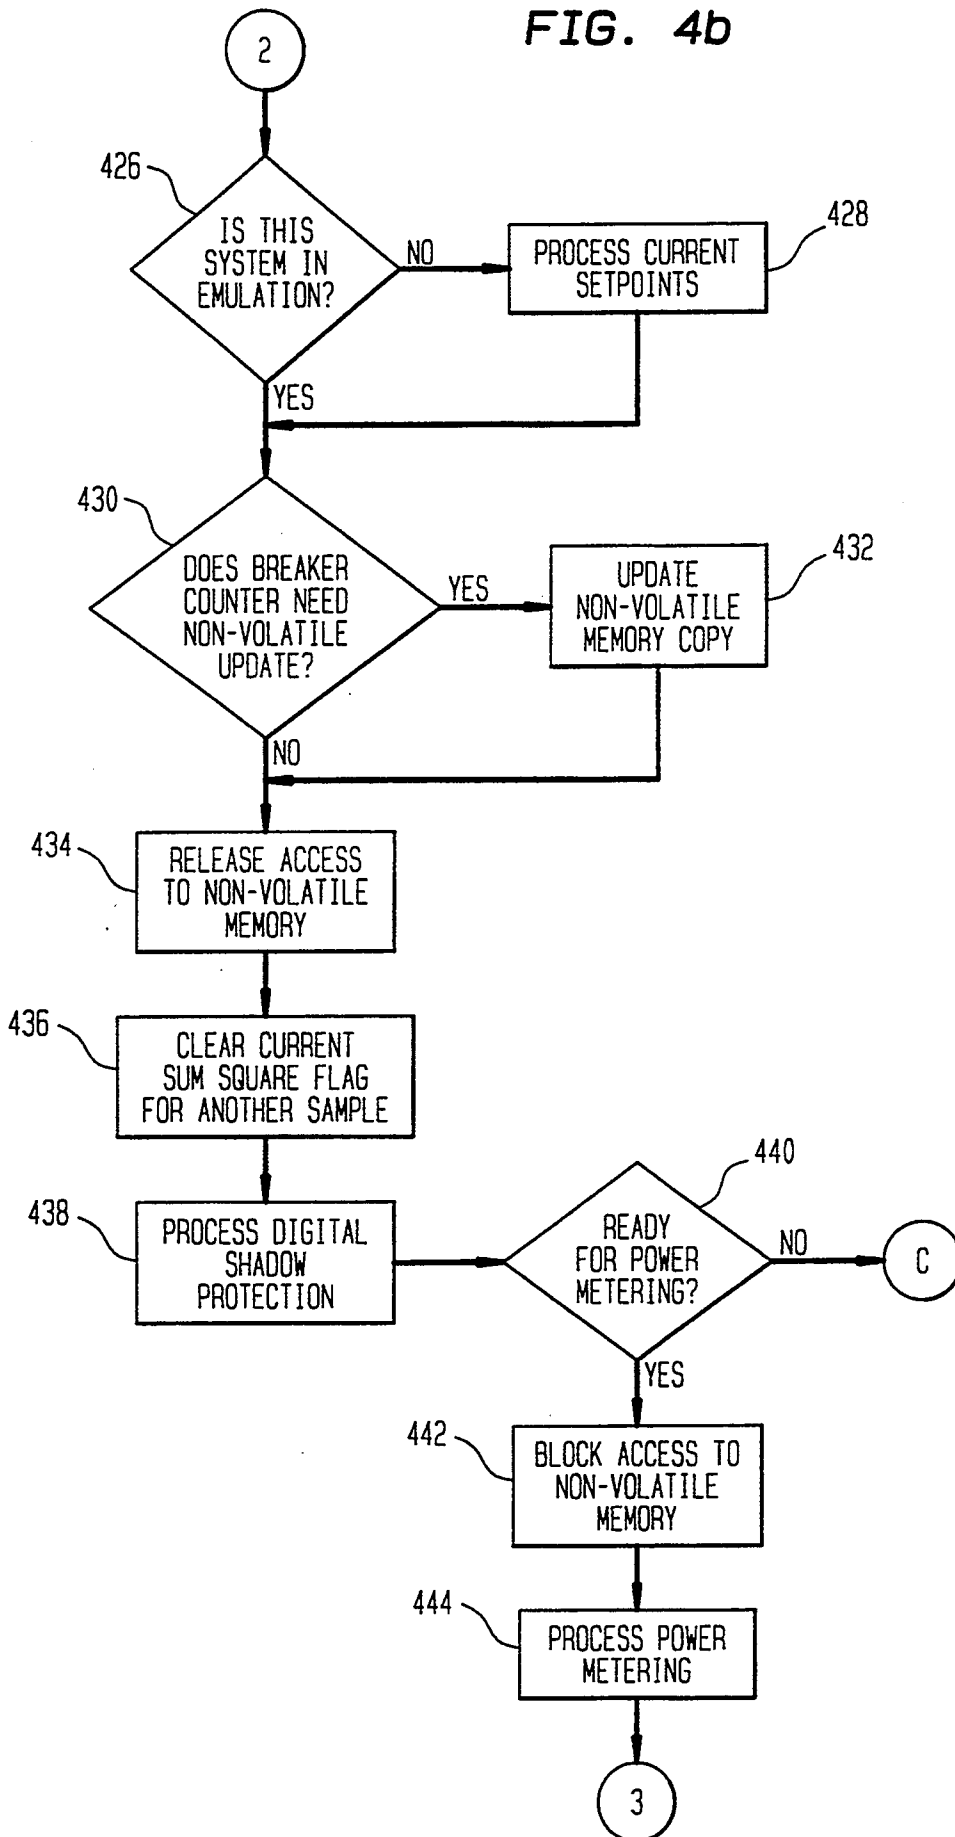 FIG. 4b
2
426
IS THIS
SYSTEM IN
EMULATION?
NO
428
PROCESS CURRENT
SETPOINTS
YES
430
DOES BREAKER
COUNTER NEED
NON-VOLATILE
UPDATE?
YES
432
UPDATE
NON-VOLATILE
MEMORY COPY
NO
434
RELEASE ACCESS
TO NON-VOLATILE
MEMORY
436
CLEAR CURRENT
SUM SQUARE FLAG
FOR ANOTHER SAMPLE
438
PROCESS DIGITAL
SHADOW
PROTECTION
440
READY
FOR POWER
METERING?
NO
C
YES
442
BLOCK ACCESS TO
NON-VOLATILE
MEMORY
444
PROCESS POWER
METERING
3